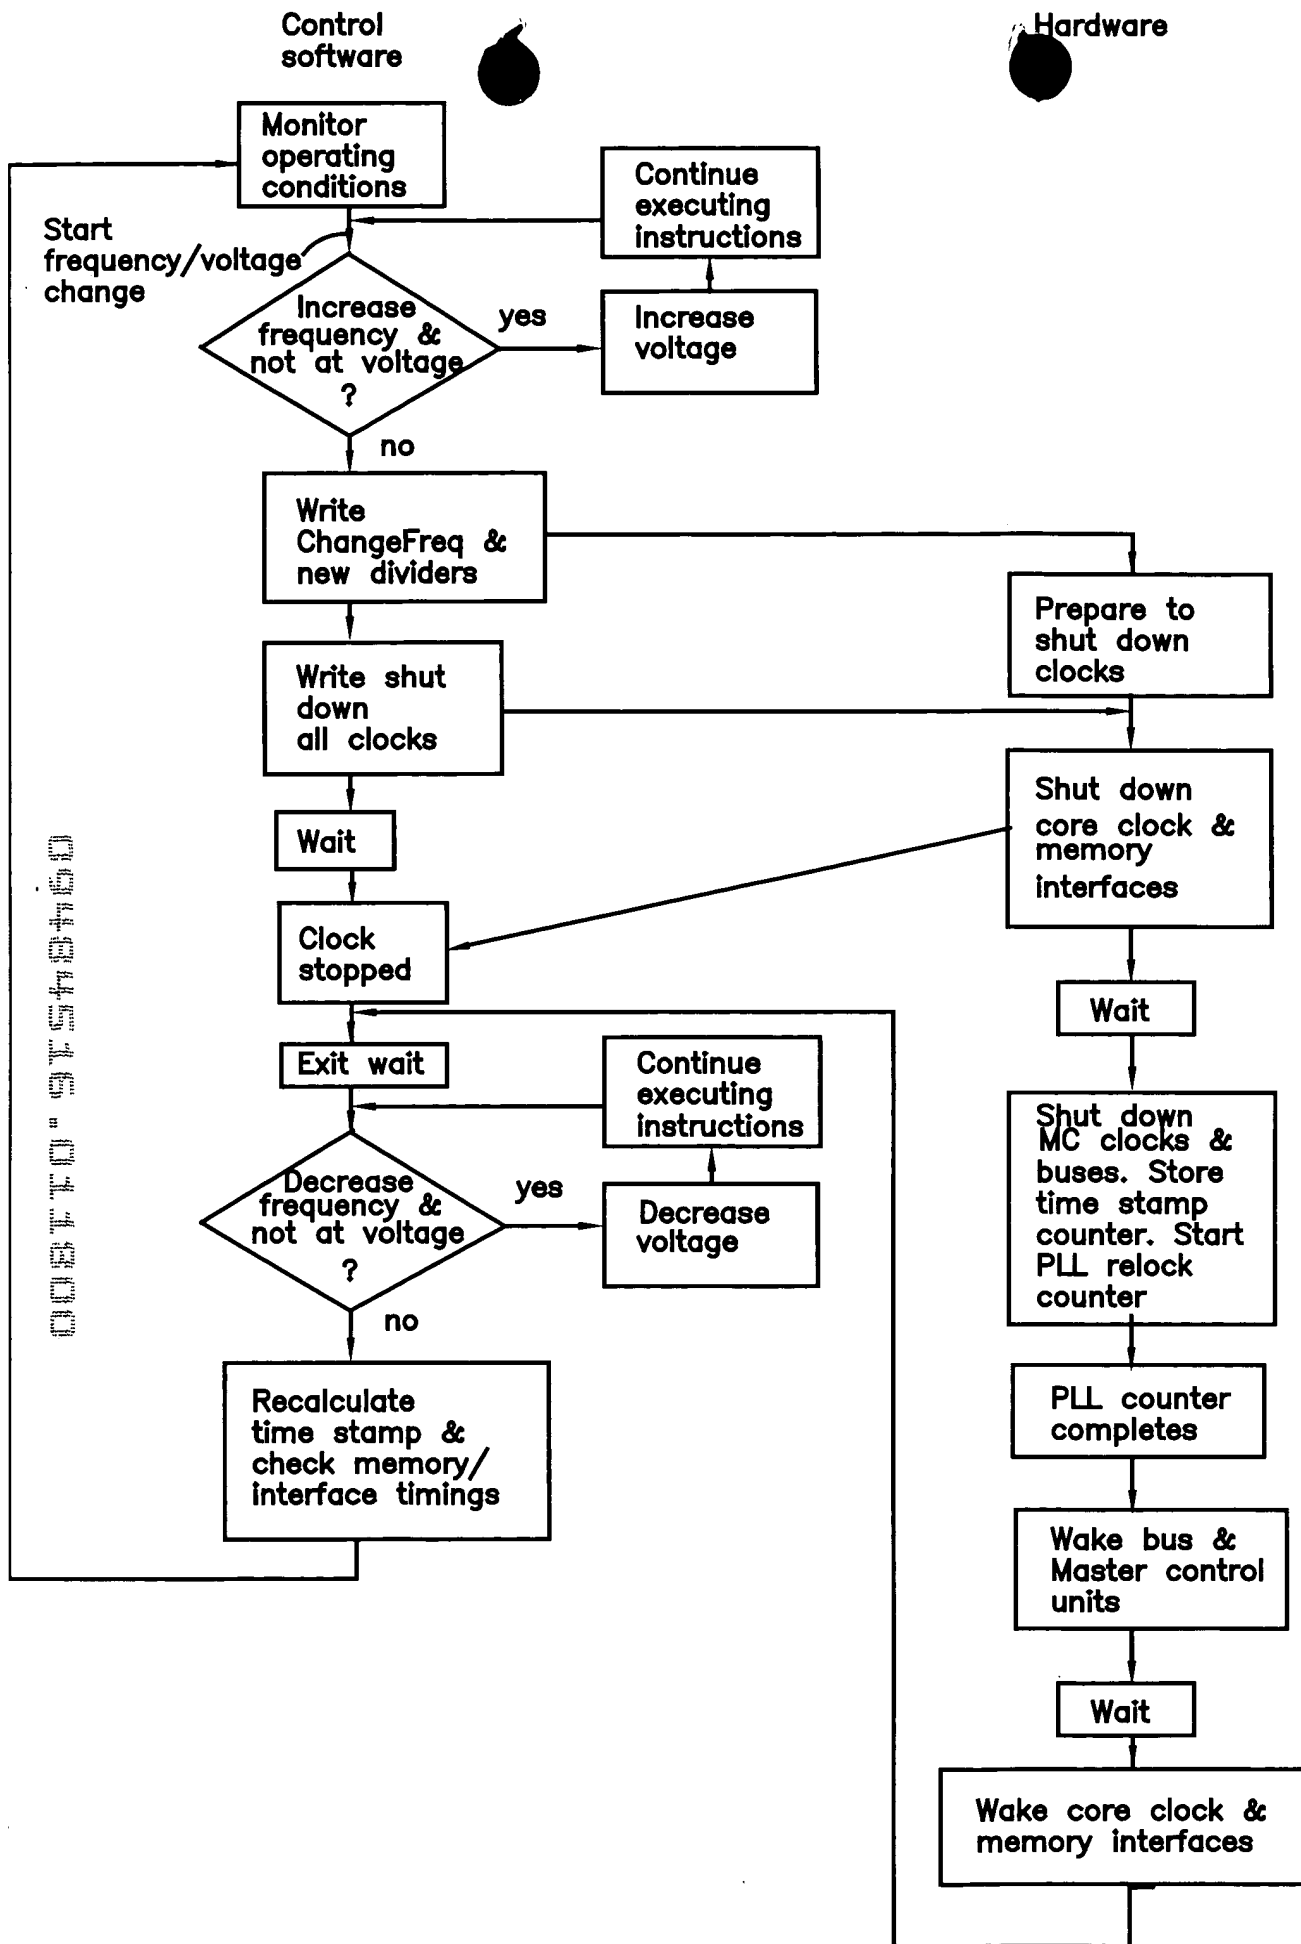 Control
software
Hardware
Monitor
operating
conditions
Continue
executing
instructions
Start
frequency/voltage
change
Increase
frequency &
not at voltage
?
yes
Increase
voltage
no
Write
ChangeFreq &
new dividers
Prepare to
shut down
clocks
Write shut
down
all clocks
Shut down
core clock &
memory
interfaces
Wait
Clock
stopped
Wait
Exit wait
Continue
executing
instructions
Shut down
MC clocks &
buses. Store
time stamp
counter. Start
PLL relock
counter
Decrease
frequency &
not at voltage
?
yes
Decrease
voltage
no
Recalculate
time stamp &
check memory/
interface timings
PLL counter
completes
Wake bus &
Master control
units
Wait
Wake core clock &
memory interfaces
09484516.011800